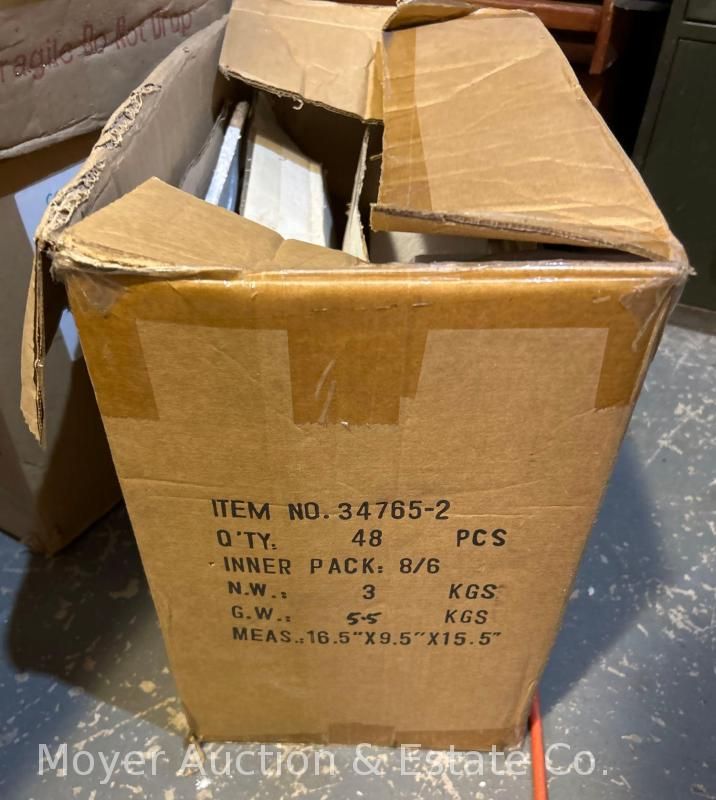 Fragile Do Not Drop
ITEM NO. 34765-2
Q'TY: 48 PCS
INNER PACK: 8/6
N.W.: 3 KGS
G.W.: 5.5 KGS
MEAS.:16.5"X9.5"X15.5"
Moyer Auction & Estate Co.